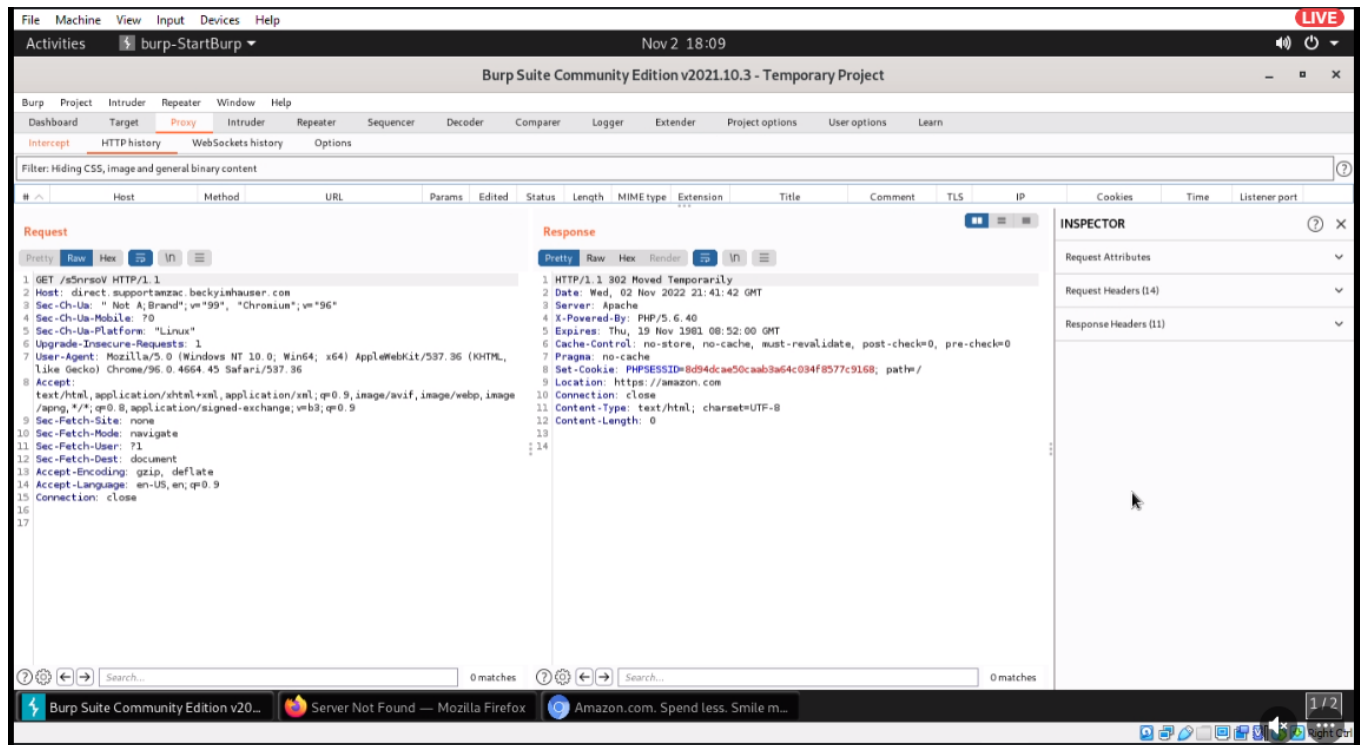 File Machine View Input Devices Help
LIVE
Activities burp-StartBurp Nov 2 18:09
Burp Suite Community Edition v2021.10.3 - Temporary Project
Burp Project Intruder Repeater Window Help
Dashboard Target Proxy Intruder Repeater Sequencer Decoder Comparer Logger Extender Project options User options Learn
Intercept HTTP history WebSockets history Options
Filter: Hiding CSS, image and general binary content
# Host Method URL Params Edited Status Length MIME type Extension Title Comment TLS IP Cookies Time Listener port
Request
Pretty Raw Hex \n
1 GET /s5nrsoV HTTP/1.1
2 Host: direct.supportamzac.beckyimhauser.com
3 Sec-Ch-Ua: " Not A;Brand";v="99", "Chromium";v="96"
4 Sec-Ch-Ua-Mobile: ?0
5 Sec-Ch-Ua-Platform: "Linux"
6 Upgrade-Insecure-Requests: 1
7 User-Agent: Mozilla/5.0 (Windows NT 10.0; Win64; x64) AppleWebKit/537.36 (KHTML,
like Gecko) Chrome/96.0.4664.45 Safari/537.36
8 Accept:
text/html,application/xhtml+xml,application/xml;q=0.9,image/avif,image/webp,image
/apng,*/*;q=0.8,application/signed-exchange;v=b3;q=0.9
9 Sec-Fetch-Site: none
10 Sec-Fetch-Mode: navigate
11 Sec-Fetch-User: ?1
12 Sec-Fetch-Dest: document
13 Accept-Encoding: gzip, deflate
14 Accept-Language: en-US,en;q=0.9
15 Connection: close
16
17
Response
Pretty Raw Hex Render \n
1 HTTP/1.1 302 Moved Temporarily
2 Date: Wed, 02 Nov 2022 21:41:42 GMT
3 Server: Apache
4 X-Powered-By: PHP/5.6.40
5 Expires: Thu, 19 Nov 1981 08:52:00 GMT
6 Cache-Control: no-store, no-cache, must-revalidate, post-check=0, pre-check=0
7 Pragma: no-cache
8 Set-Cookie: PHPSESSID=8d94dcae50caab3a64c034f8577c9168; path=/
9 Location: https://amazon.com
10 Connection: close
11 Content-Type: text/html; charset=UTF-8
12 Content-Length: 0
13
14
INSPECTOR
Request Attributes
Request Headers (14)
Response Headers (11)
Search... 0 matches
Search... 0 matches
Burp Suite Community Edition v20... Server Not Found — Mozilla Firefox Amazon.com. Spend less. Smile m... 1/2
Right Ctrl